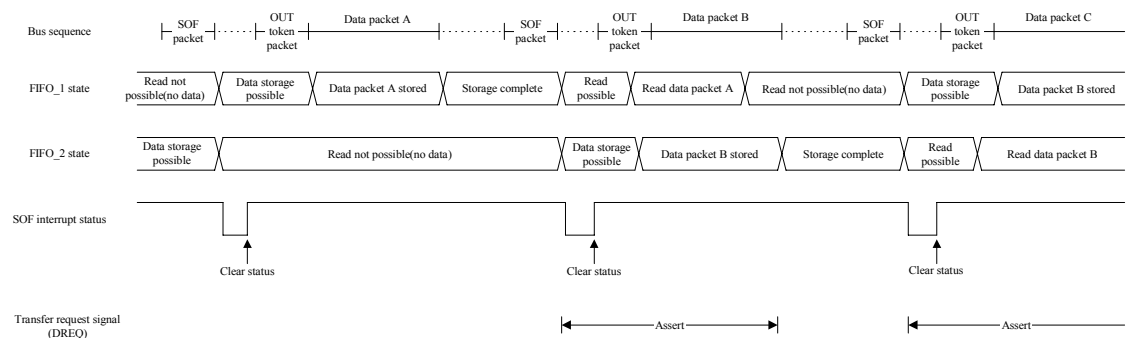 Bus sequence
SOF
packet
OUT
token
packet
Data packet A
SOF
packet
OUT
token
packet
Data packet B
SOF
packet
OUT
token
packet
Data packet C
FIFO_1 state
Read not
possible(no data)
Data storage
possible
Data packet A stored
Storage complete
Read
possible
Read data packet A
Read not possible(no data)
Data storage
possible
Data packet B stored
FIFO_2 state
Data storage
possible
Read not possible(no data)
Data storage
possible
Data packet B stored
Storage complete
Read
possible
Read data packet B
SOF interrupt status
Clear status
Clear status
Clear status
Transfer request signal
(DREQ)
Assert
Assert